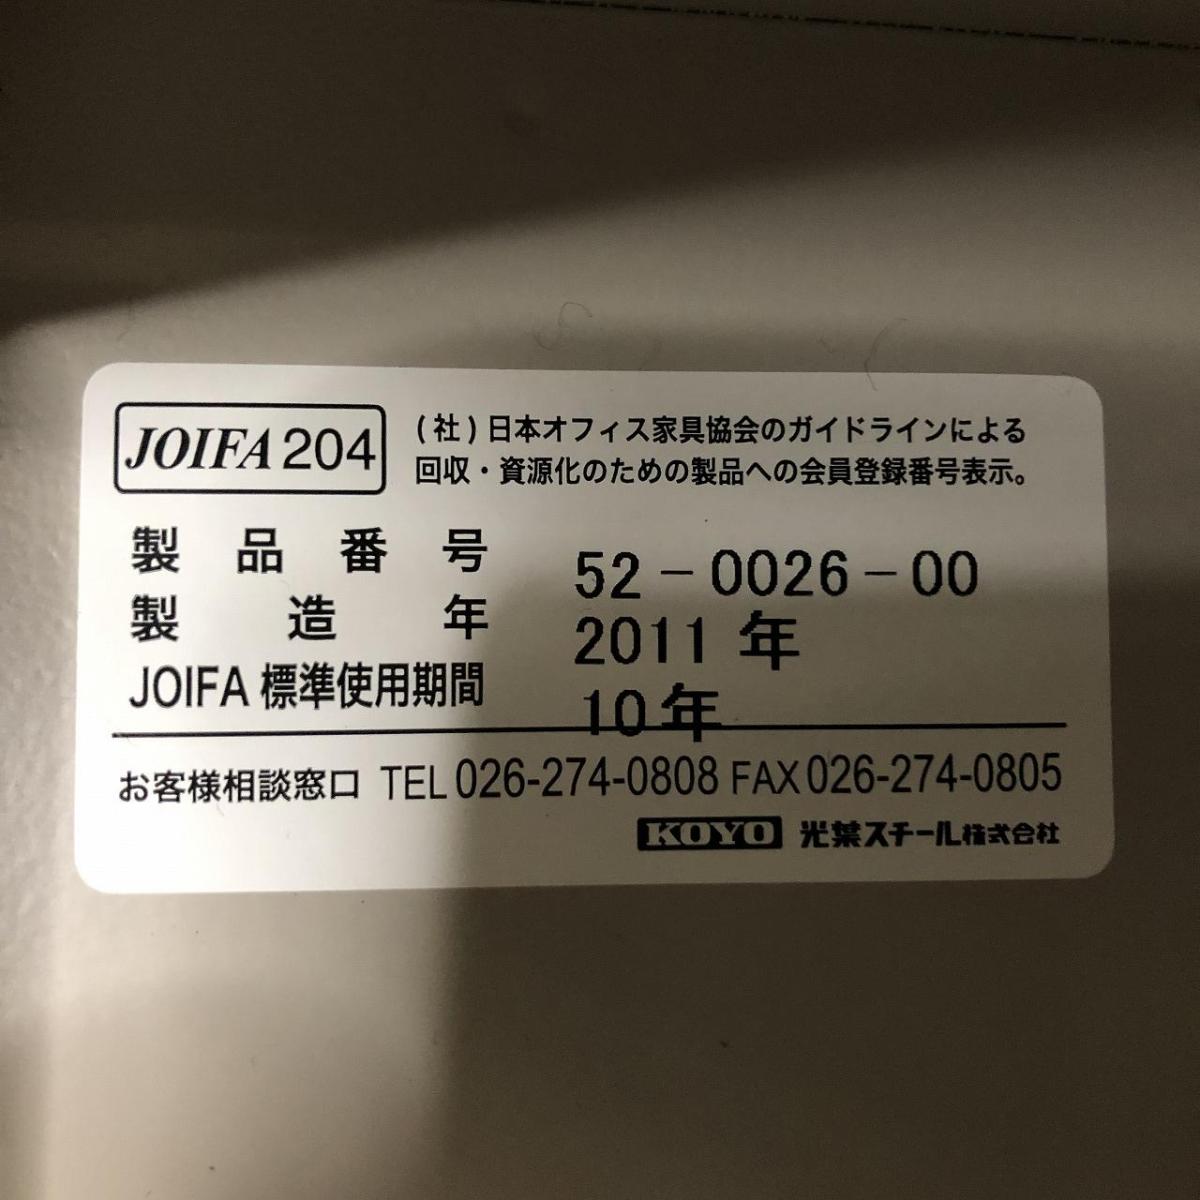 JOIFA 204
(社)日本オフィス家具協会のガイドラインによる
回収・資源化のための製品への会員登録番号表示。
製品番号 52-0026-00
製造年 2011年
JOIFA 標準使用期間 10年
お客様相談窓口 TEL 026-274-0808 FAX 026-274-0805
KOYO 光葉スチール株式会社